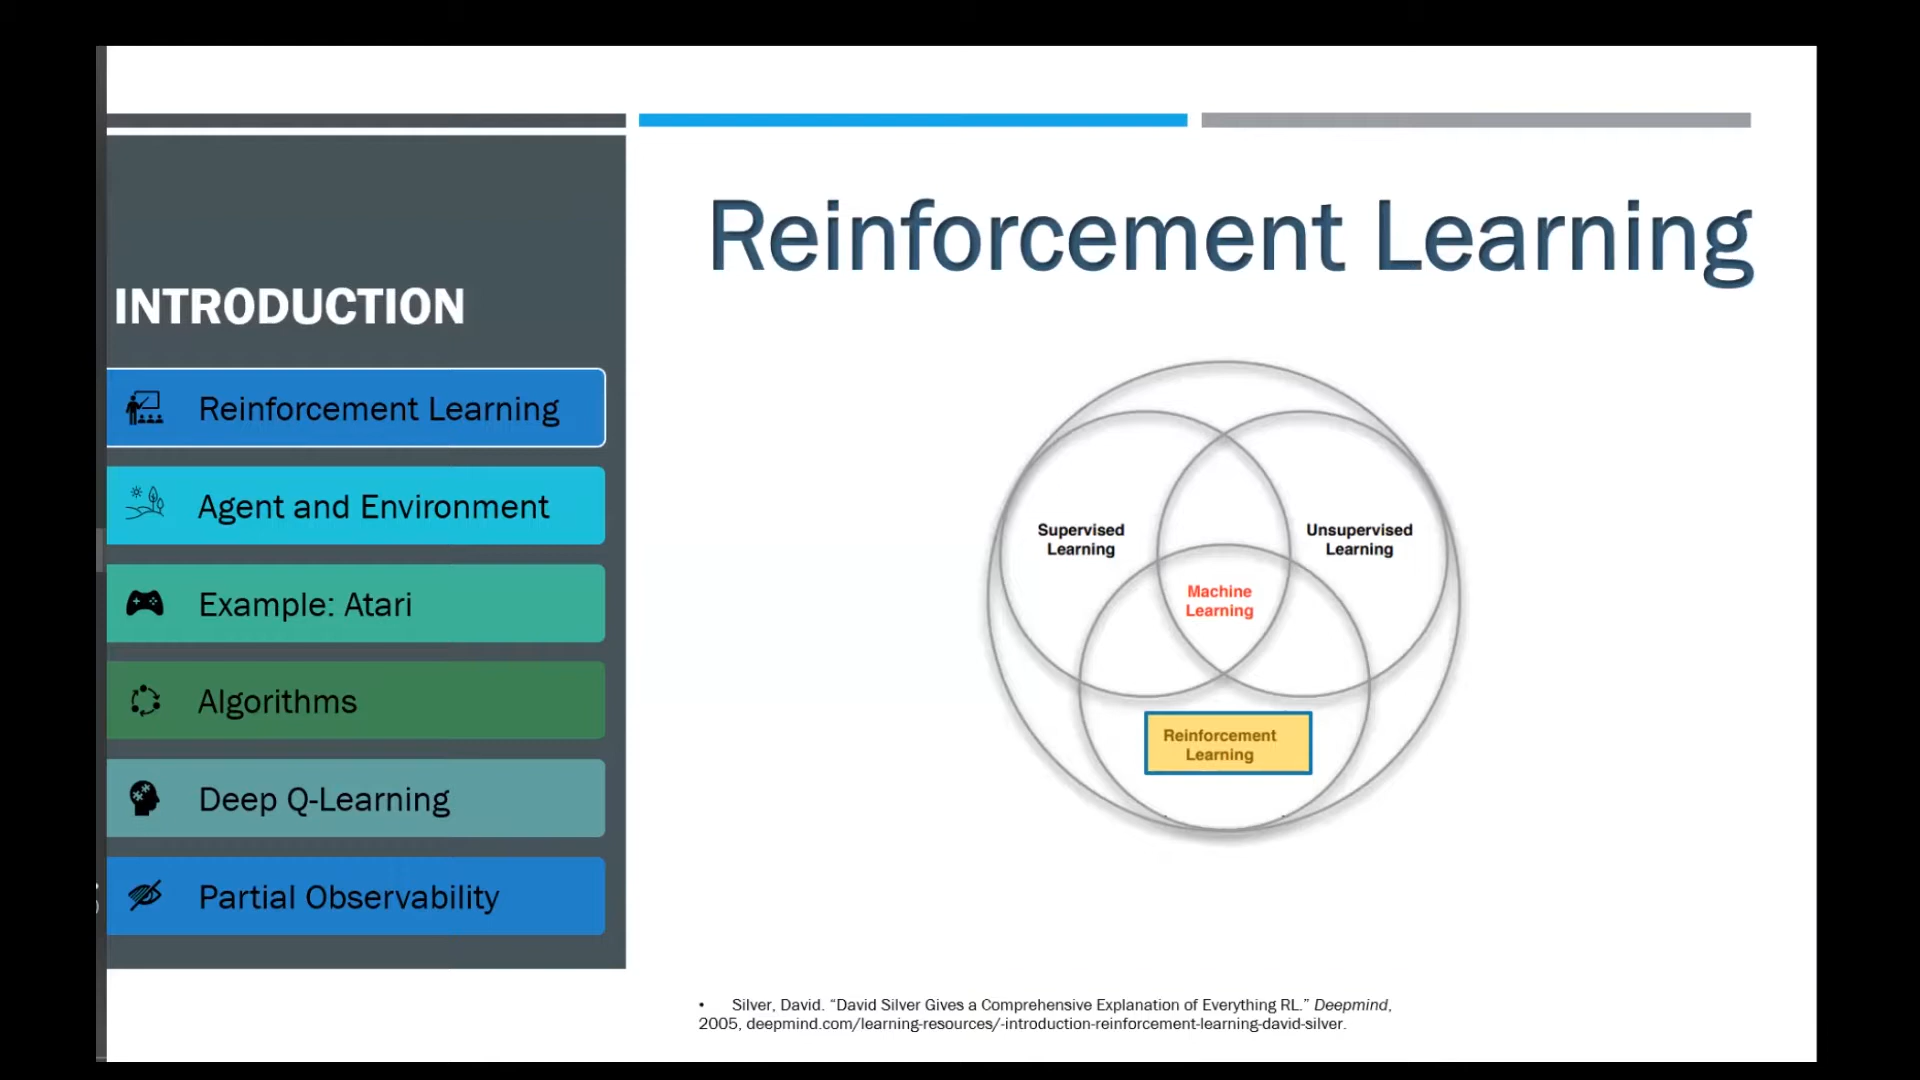 INTRODUCTION
Reinforcement Learning
Agent and Environment
Example: Atari
Algorithms
Deep Q-Learning
Partial Observability
Reinforcement Learning
Supervised
Learning
Unsupervised
Learning
Machine
Learning
Reinforcement
Learning
• Silver, David. “David Silver Gives a Comprehensive Explanation of Everything RL.” Deepmind,
2005, deepmind.com/learning-resources/-introduction-reinforcement-learning-david-silver.